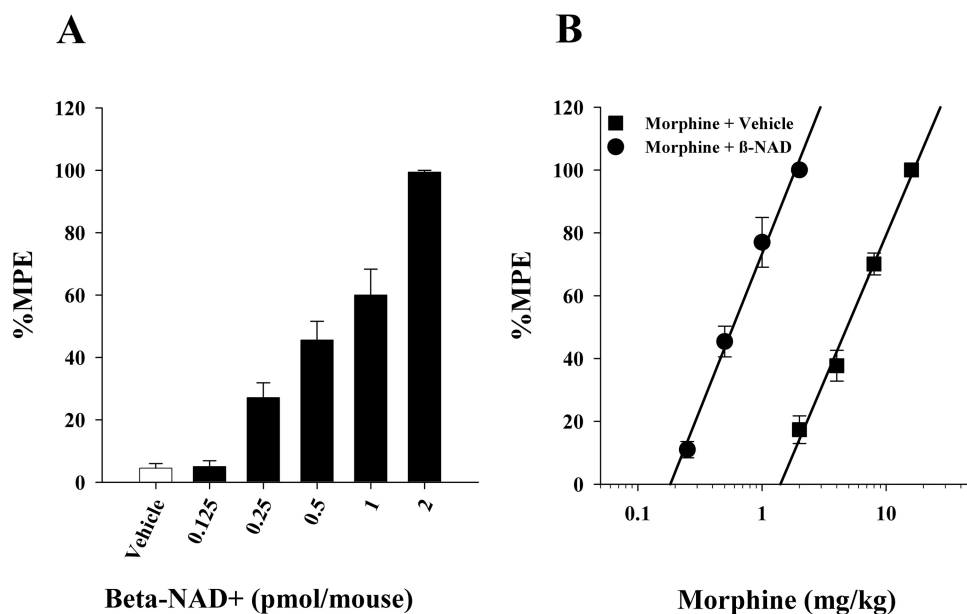 A
%MPE
120
100
80
60
40
20
0
Vehicle
0.125
0.25
0.5
1
2
Beta-NAD+ (pmol/mouse)
B
%MPE
120
100
80
60
40
20
0
Morphine + Vehicle
Morphine + ß-NAD
0.1
1
10
Morphine (mg/kg)